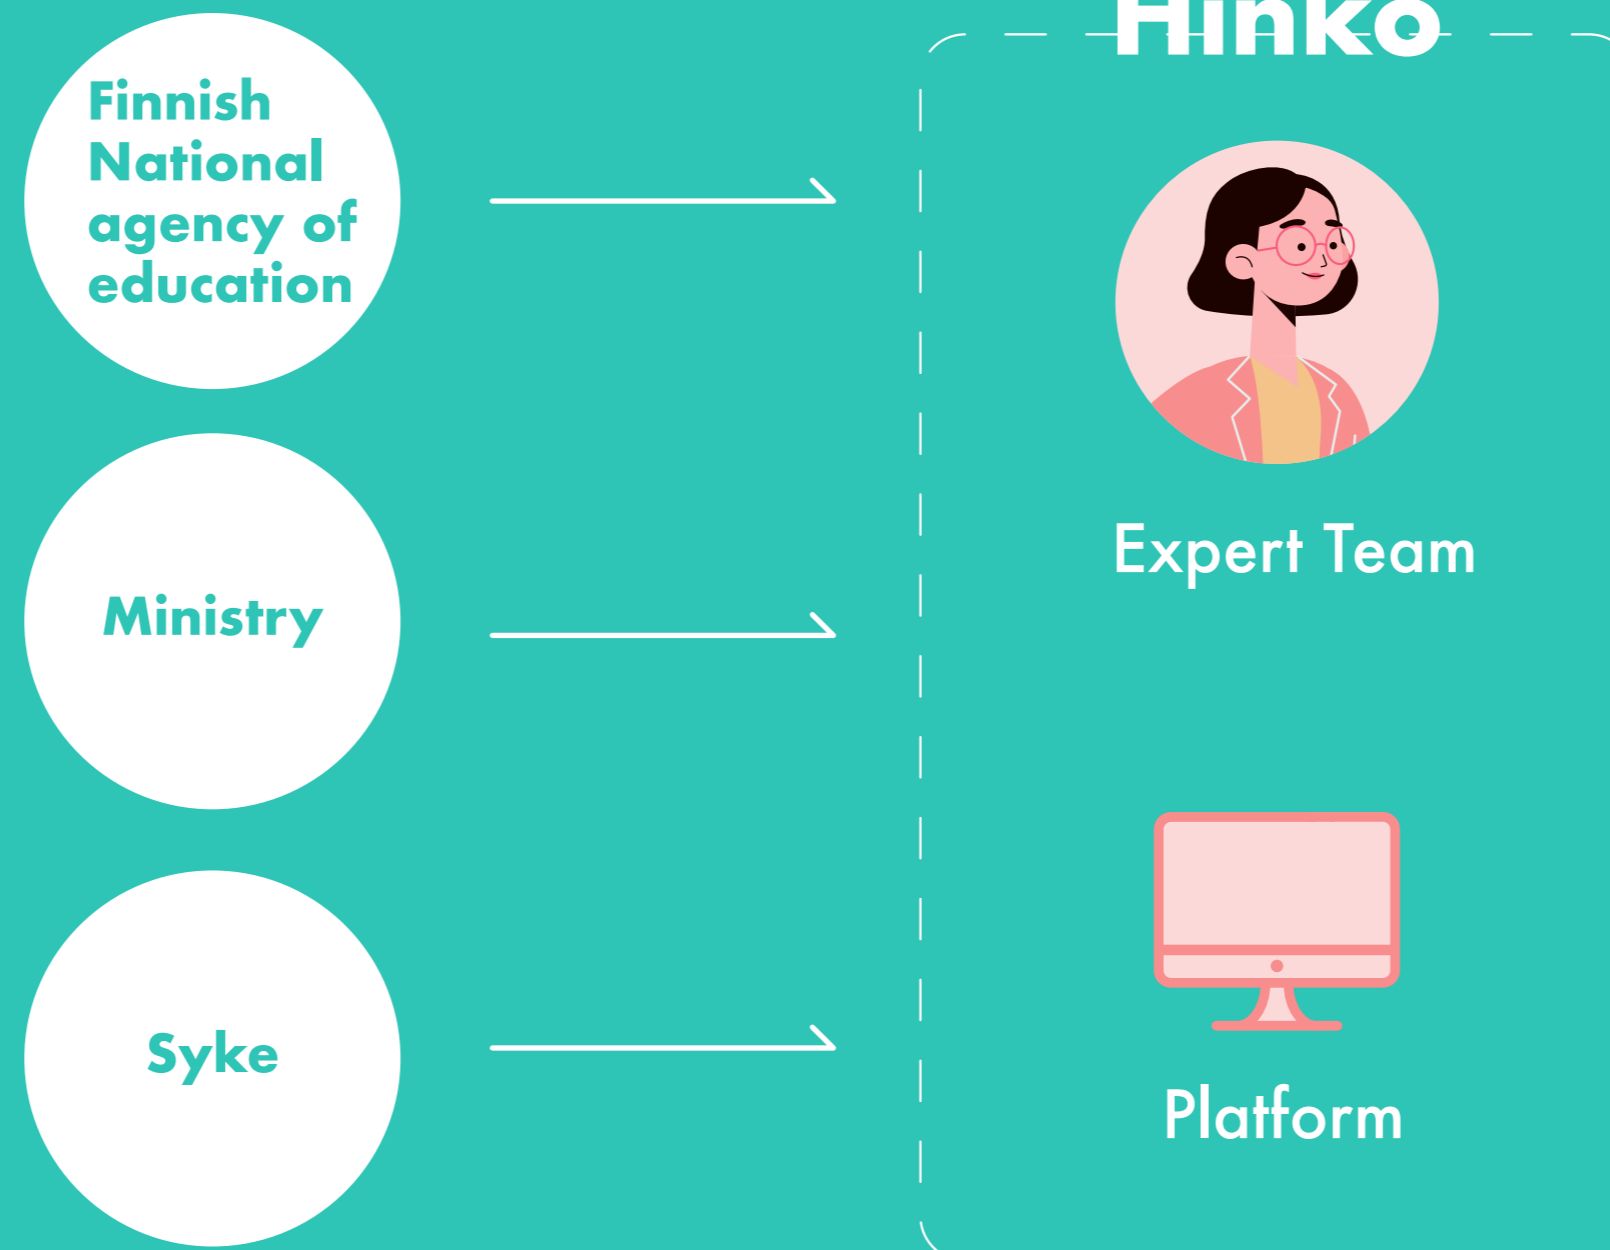 Hinko
Finnish
National
agency of
education
Expert Team
Ministry
Syke
Platform